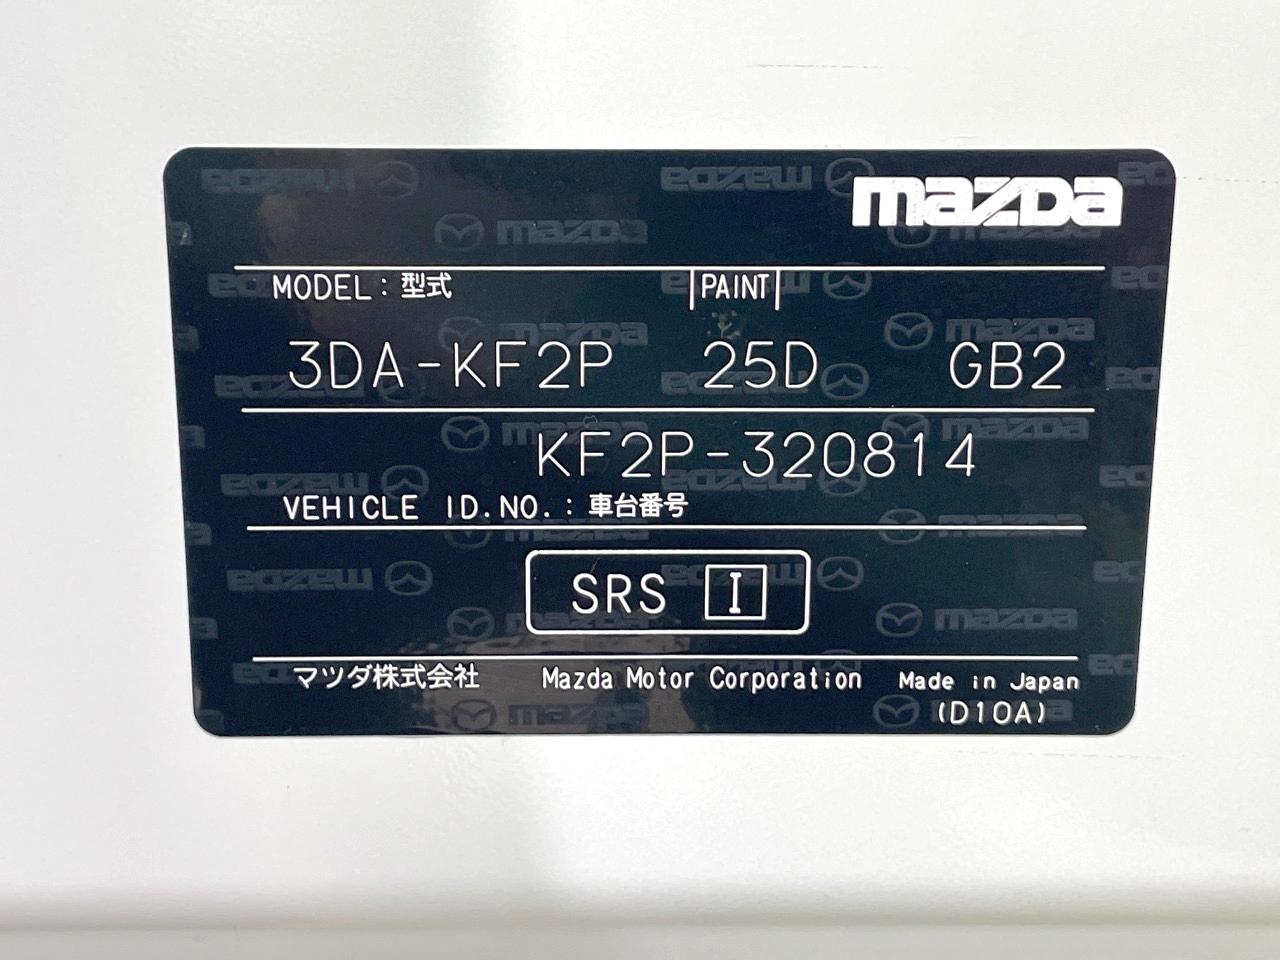 mazda
MODEL : 型式 |PAINT|
3DA-KF2P 25D GB2
KF2P-320814
VEHICLE ID.NO. : 車台番号
SRS I
マツダ株式会社 Mazda Motor Corporation Made in Japan
(D10A)